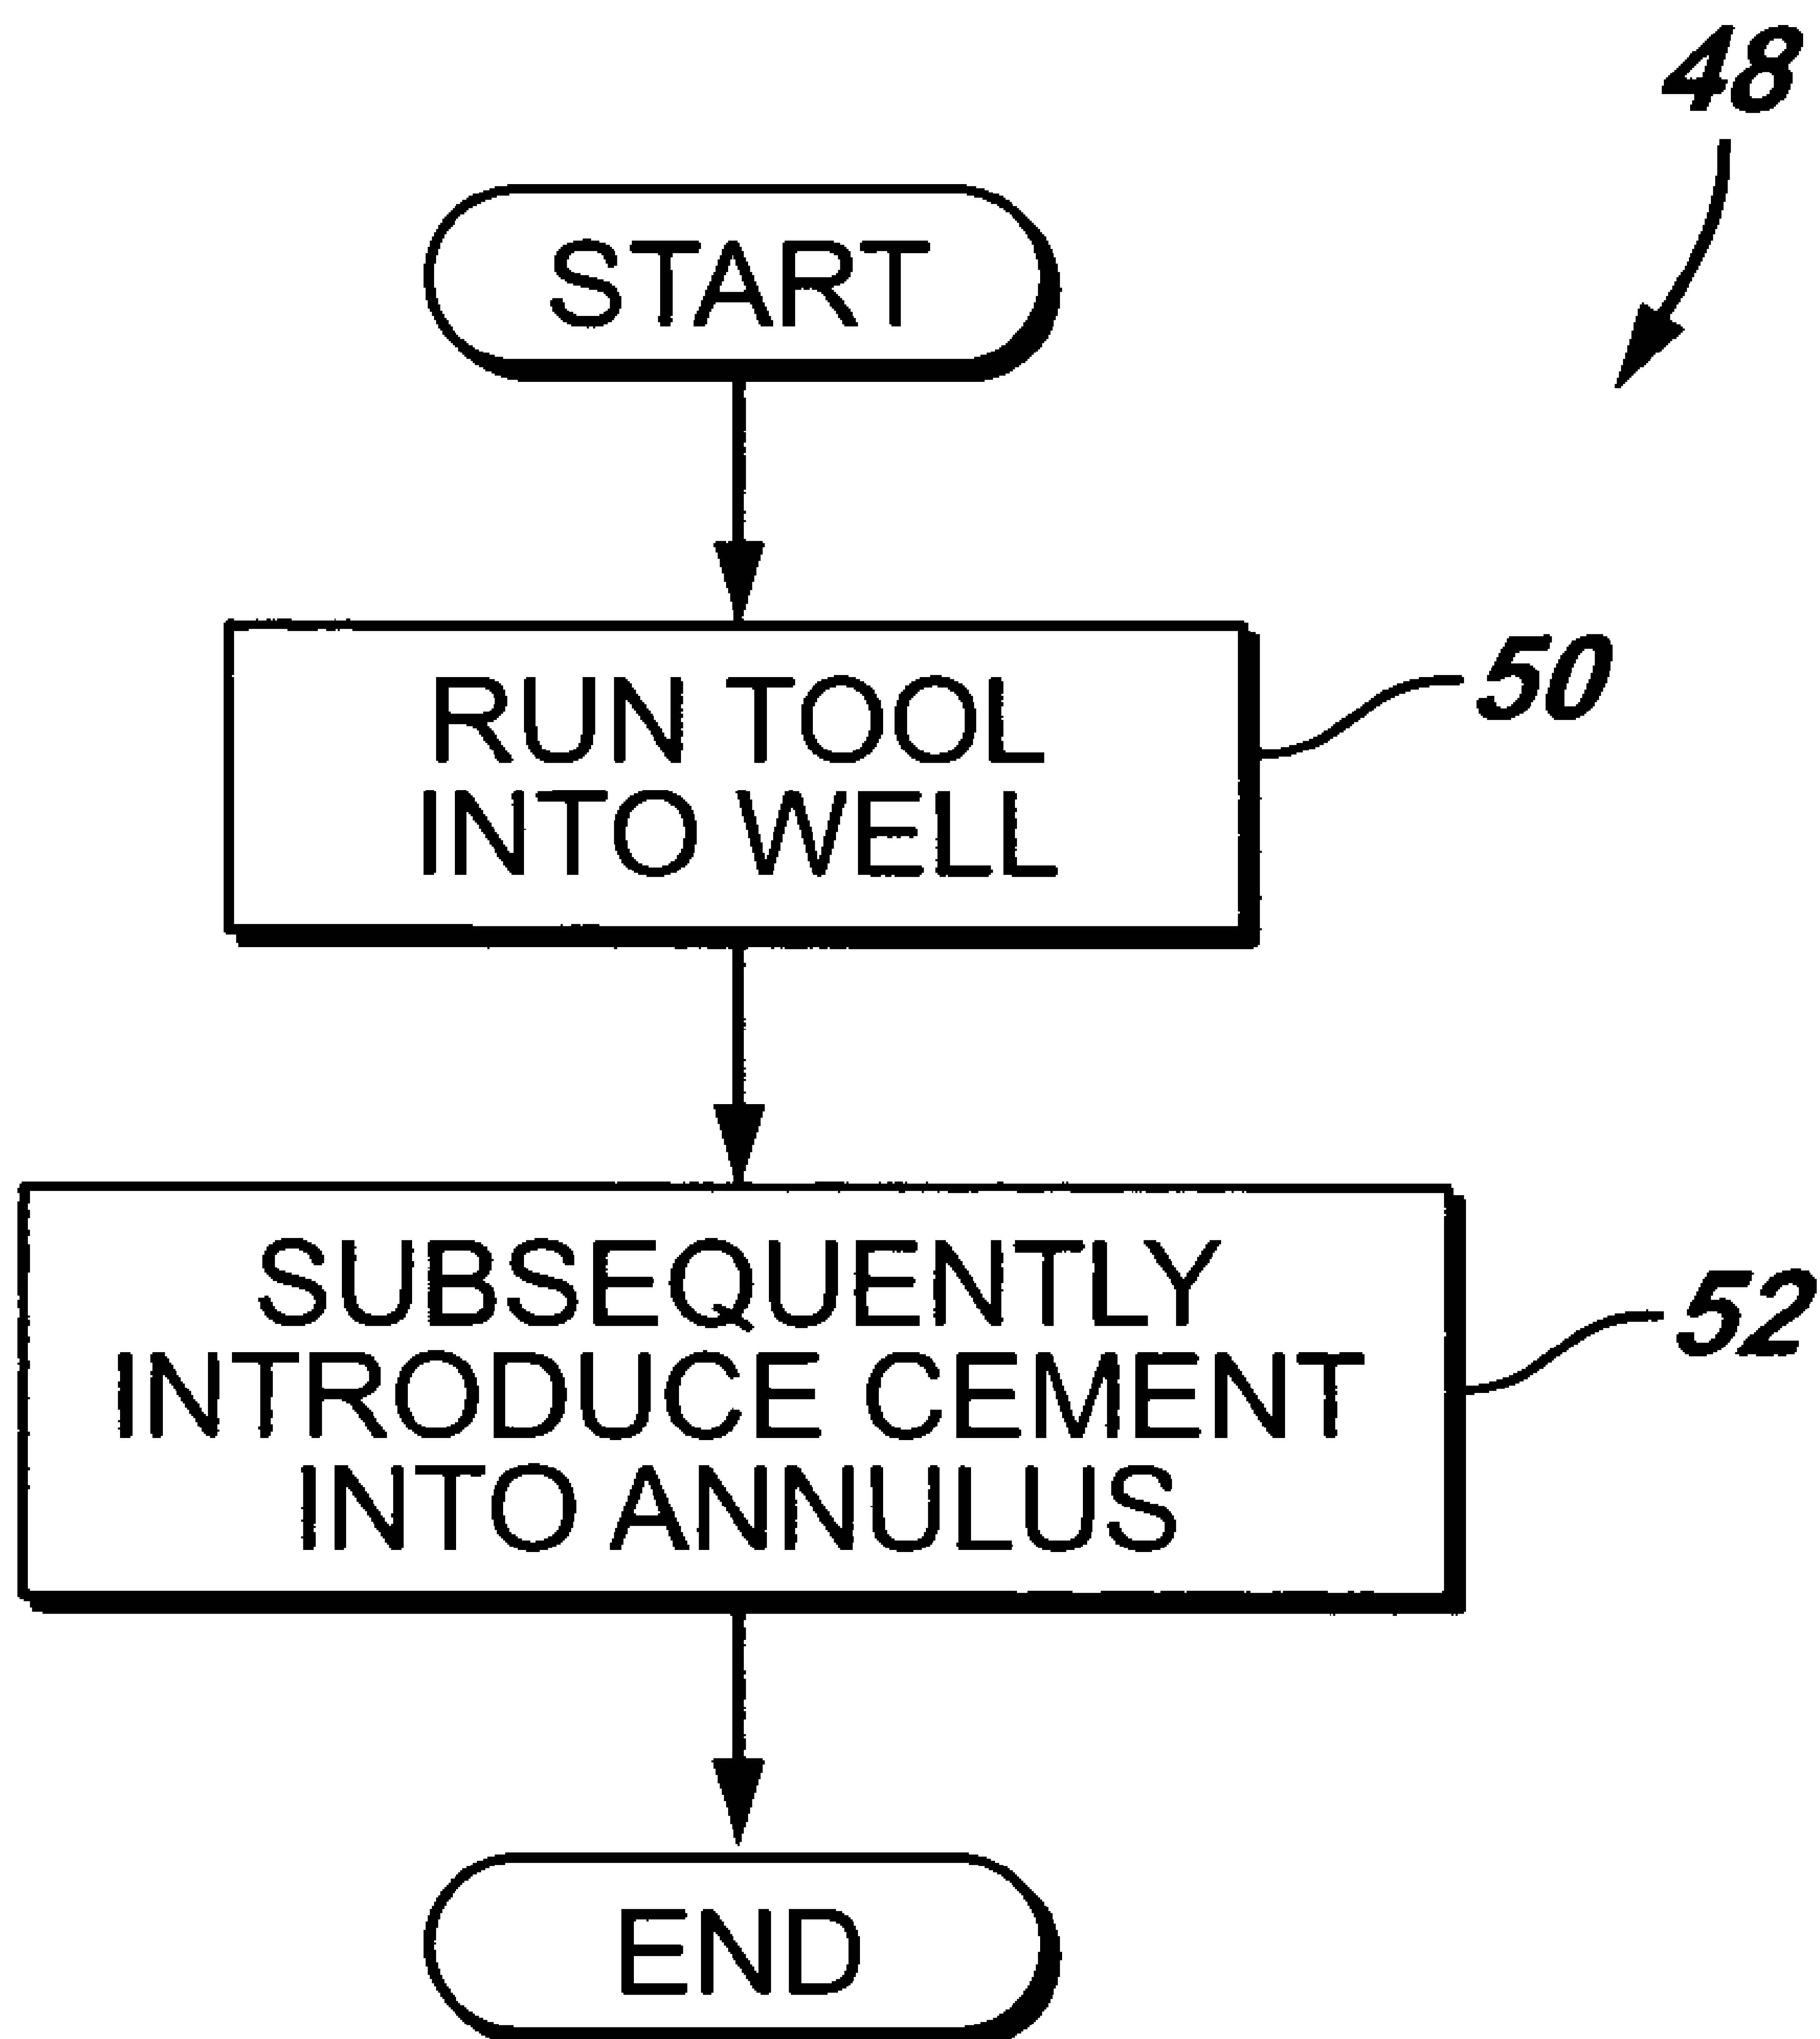 48
START
RUN TOOL
INTO WELL
50
SUBSEQUENTLY
INTRODUCE CEMENT
INTO ANNULUS
52
END